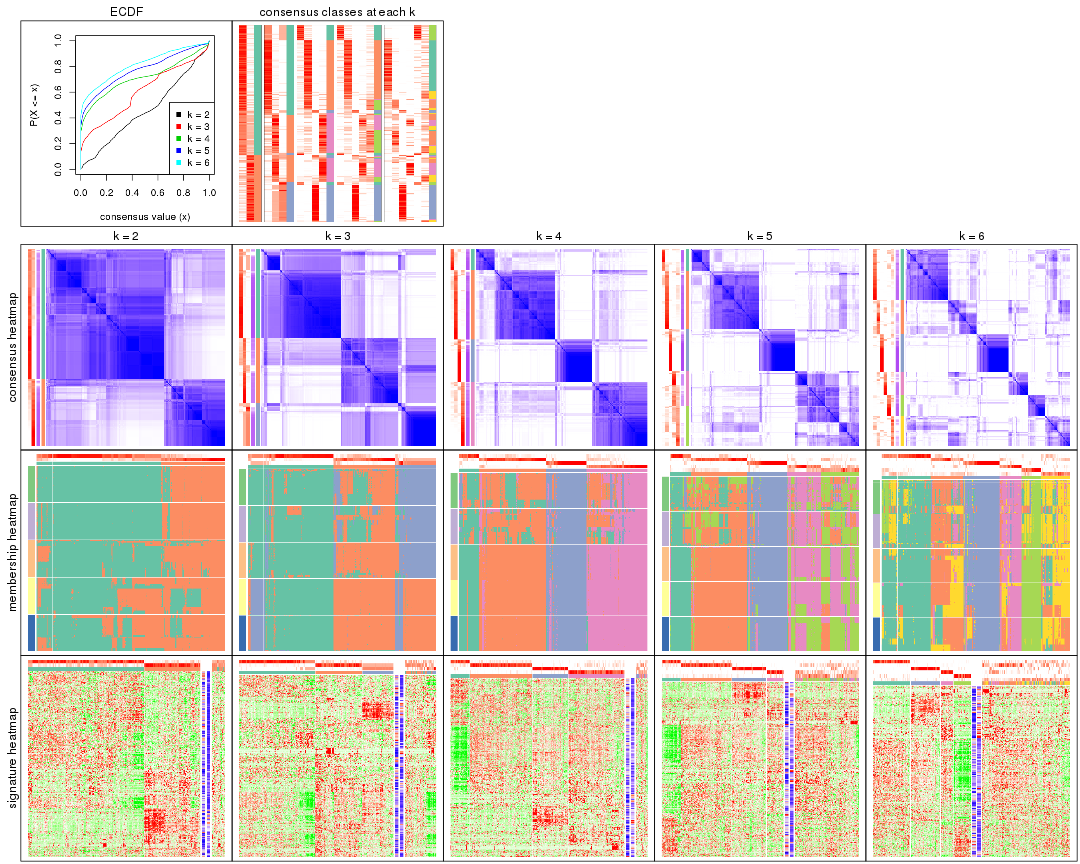 ECDF
consensus classes at each k
P(X <= x)
1.0
0.8
0.6
0.4
0.2
0.0
k = 2
k = 3
k = 4
k = 5
k = 6
0.0 0.2 0.4 0.6 0.8 1.0
consensus value (x)
k = 2
k = 3
k = 4
k = 5
k = 6
consensus heatmap
membership heatmap
signature heatmap